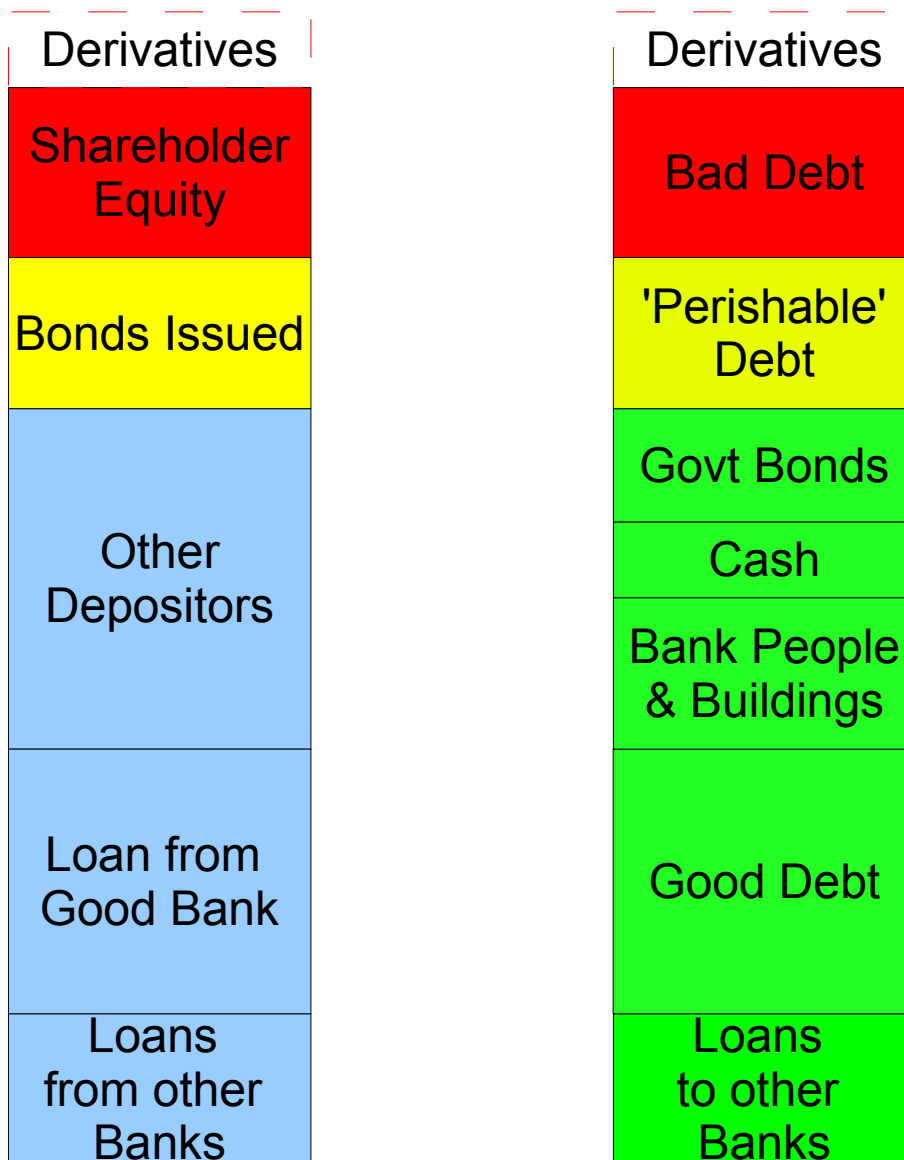 Derivatives
Shareholder
Equity
Bonds Issued
Other
Depositors
Loan from
Good Bank
Loans
from other
Banks
Derivatives
Bad Debt
'Perishable'
Debt
Govt Bonds
Cash
Bank People
& Buildings
Good Debt
Loans
to other
Banks